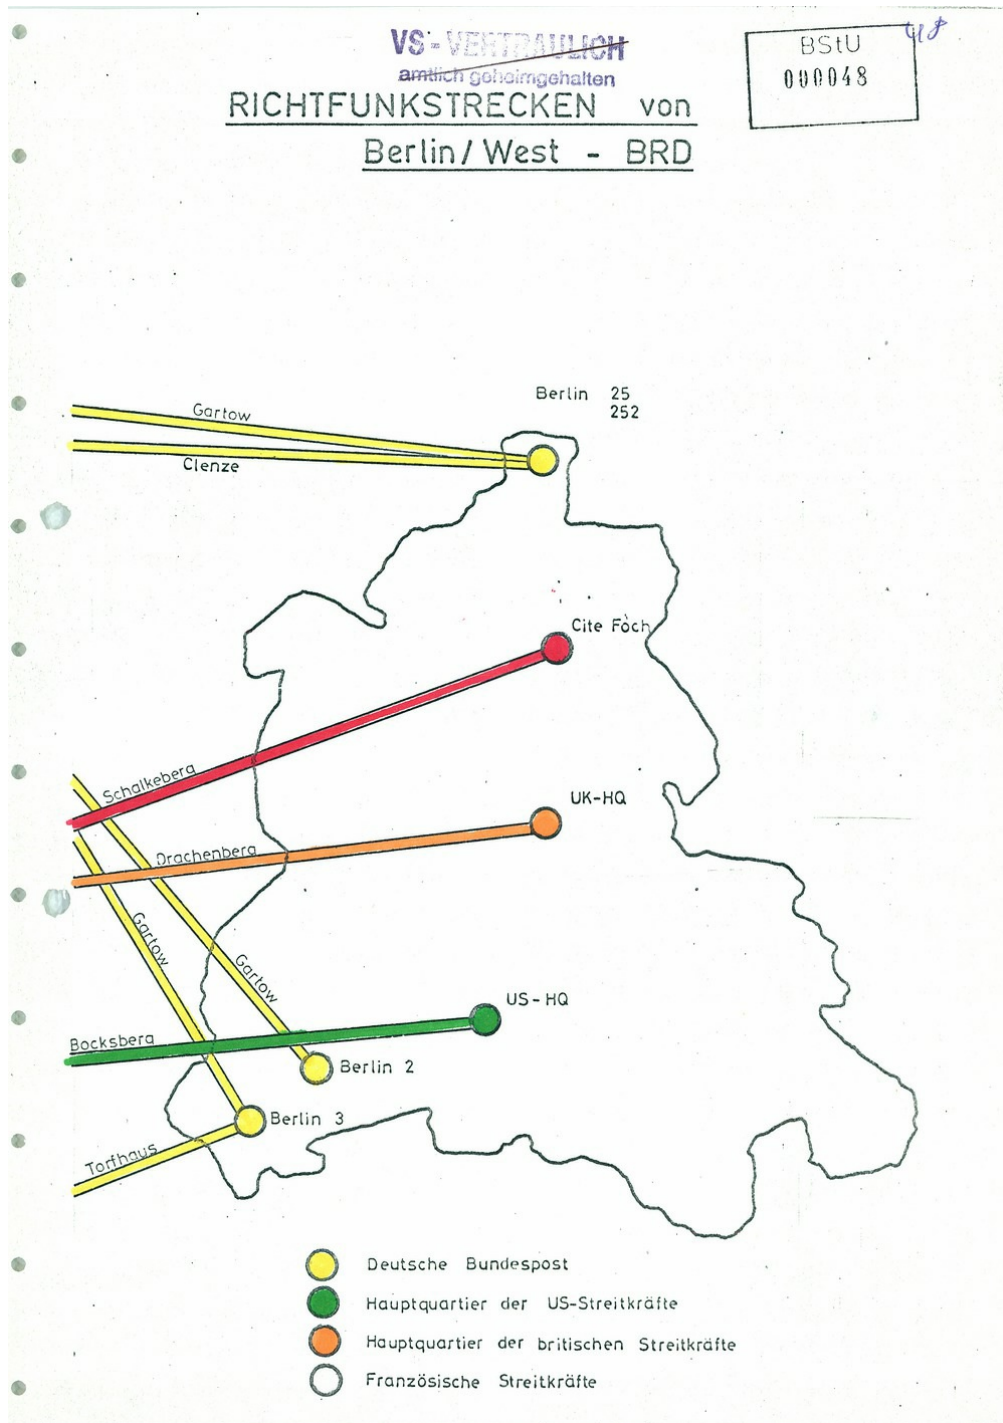 VS-VERTRAULICH
amtlich geheimgehalten
BStU
000048
RICHTFUNKSTRECKEN von
Berlin/West - BRD
Berlin 25
252
Gartow
Clenze
Cite Foch
Schalkeberg
UK-HQ
Drachenberg
Gartow
Gartow
US-HQ
Bocksberg
Berlin 2
Berlin 3
Torfhaus
Deutsche Bundespost
Hauptquartier der US-Streitkräfte
Hauptquartier der britischen Streitkräfte
Französische Streitkräfte